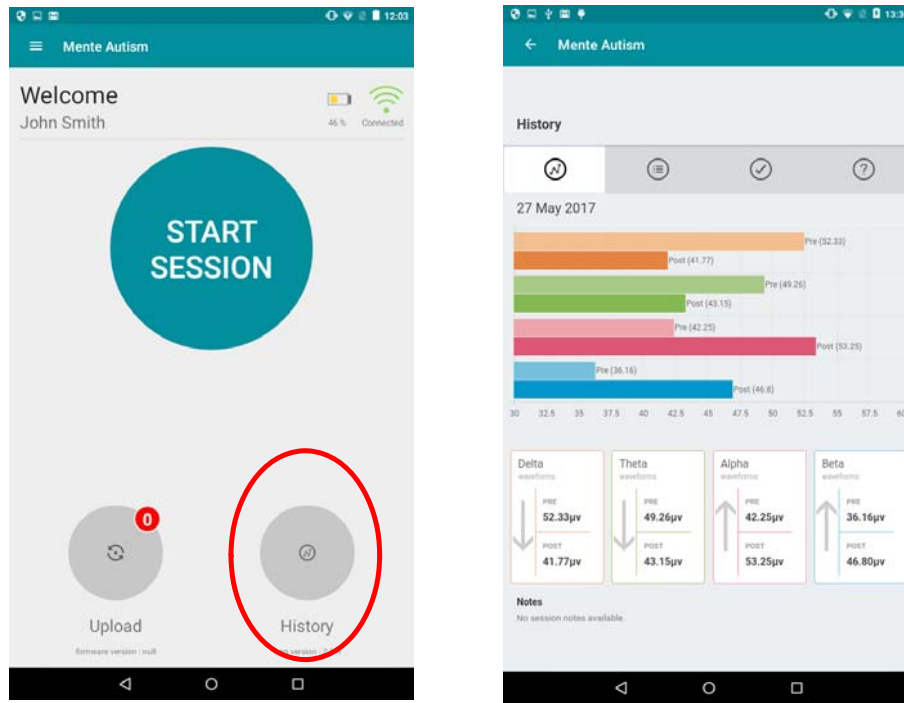 12:03
Mente Autism
Welcome
John Smith
46 %
Connected
START
SESSION
0
Upload
History
firmware version : null
13:3
Mente Autism
History
27 May 2017
Pre (52.33)
Post (41.77)
Pre (49.26)
Post (43.15)
Pre (42.25)
Post (53.25)
Pre (36.16)
Post (46.8)
30 32.5 35 37.5 40 42.5 45 47.5 50 52.5 55 57.5 60
Delta
waveforms
PRE
52.33μv
POST
41.77μv
Theta
waveforms
PRE
49.26μv
POST
43.15μv
Alpha
waveforms
PRE
42.25μv
POST
53.25μv
Beta
waveforms
PRE
36.16μv
POST
46.80μv
Notes
No session notes available.